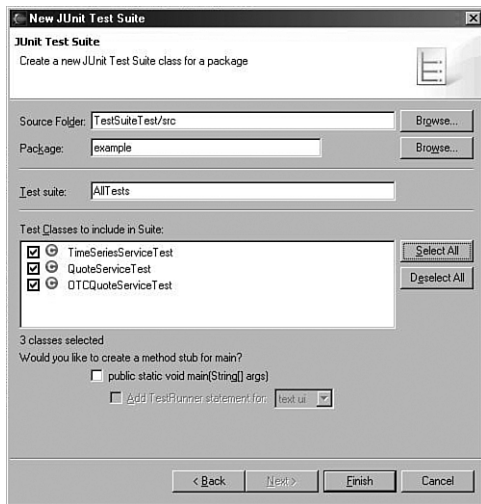 New JUnit Test Suite
JUnit Test Suite
Create a new JUnit Test Suite class for a package
Source Folder: TestSuiteTest/src Browse...
Package: example Browse...
Test suite: AllTests
Test Classes to include in Suite:
TimeSeriesServiceTest Select All
QuoteServiceTest Deselect All
OTCQuoteServiceTest
3 classes selected
Would you like to create a method stub for main?
public static void main(String[] args)
Add TestRunner statement for: text ui
< Back Next > Finish Cancel